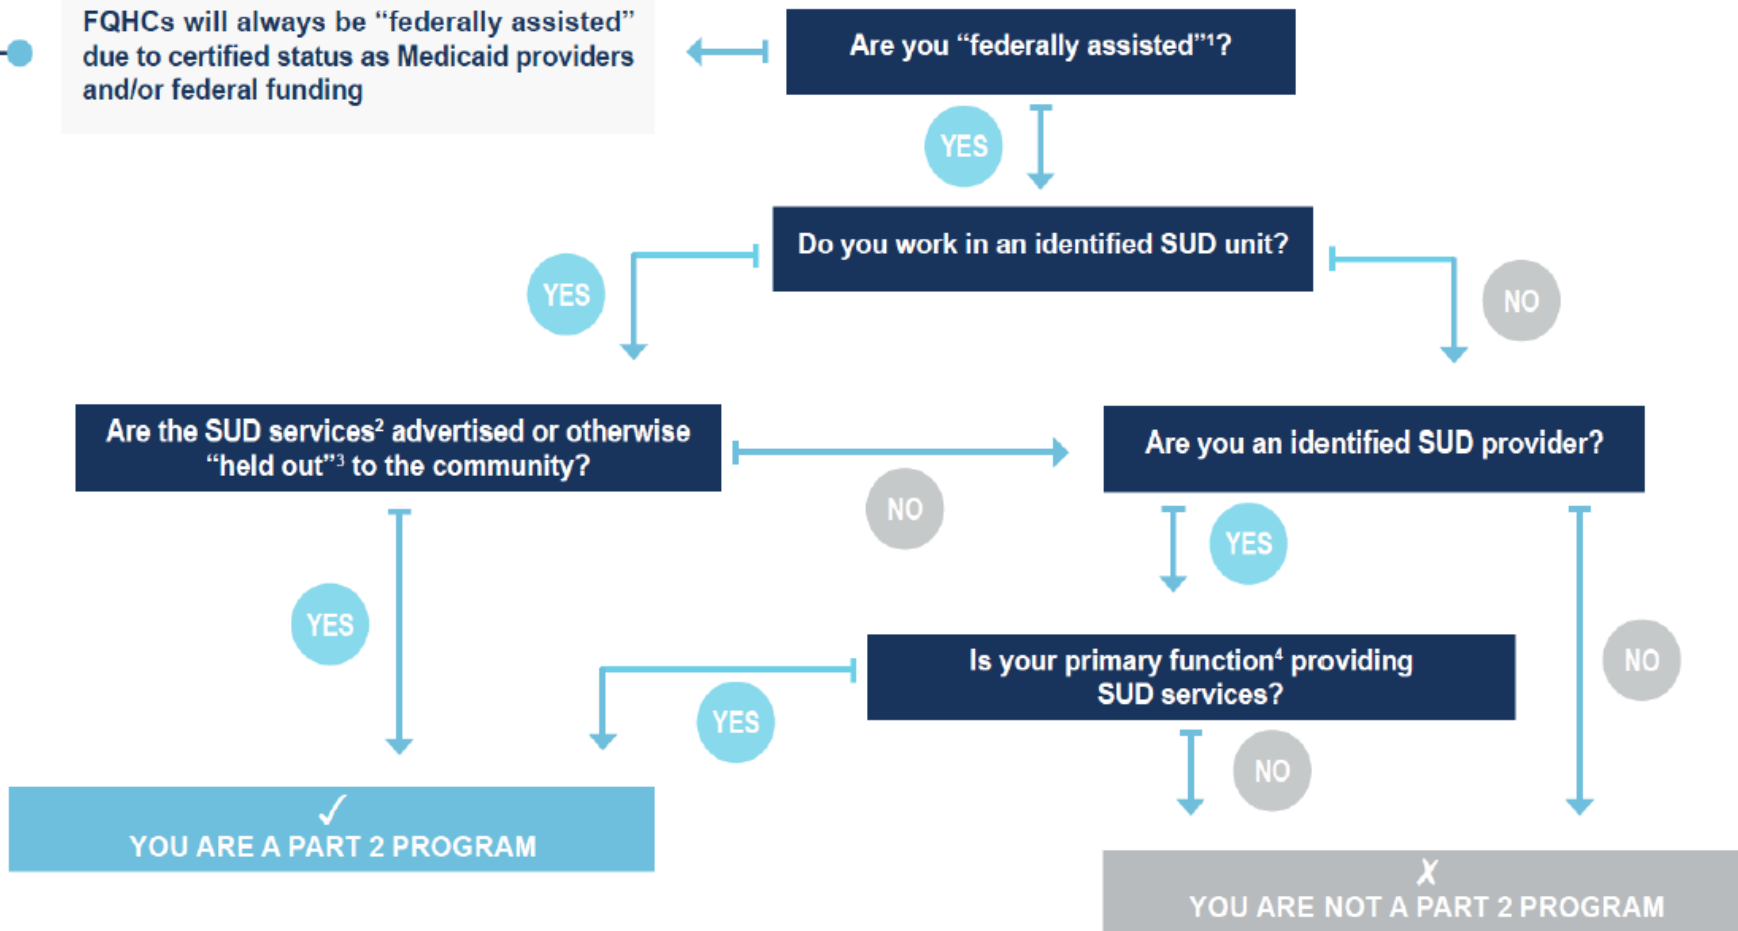 FQHCs will always be “federally assisted”
due to certified status as Medicaid providers
and/or federal funding
Are you “federally assisted”¹?
YES
Do you work in an identified SUD unit?
YES
NO
Are the SUD services² advertised or otherwise
“held out”³ to the community?
NO
Are you an identified SUD provider?
YES
YES
NO
Is your primary function⁴ providing
SUD services?
YES
NO
✓
YOU ARE A PART 2 PROGRAM
✗
YOU ARE NOT A PART 2 PROGRAM